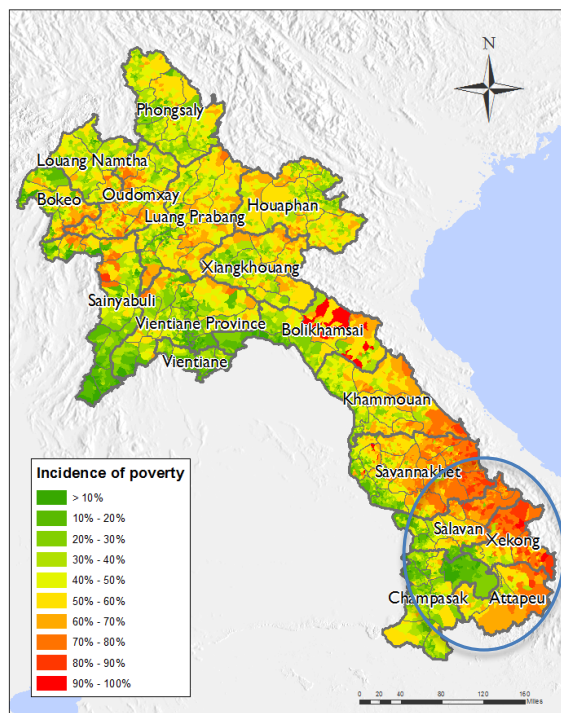 N
Phongsaly
Louang Namtha
Bokeo
Oudomxay
Luang Prabang
Houaphan
Xiangkhouang
Sainyabuli
Vientiane Province
Bolikhamsai
Vientiane
Khammouan
Savannakhet
Salavan
Xekong
Champasak
Attapeu
Incidence of poverty
> 10%
10% - 20%
20% - 30%
30% - 40%
40% - 50%
50% - 60%
60% - 70%
70% - 80%
80% - 90%
90% - 100%
0 20 40 80 120 160
Miles